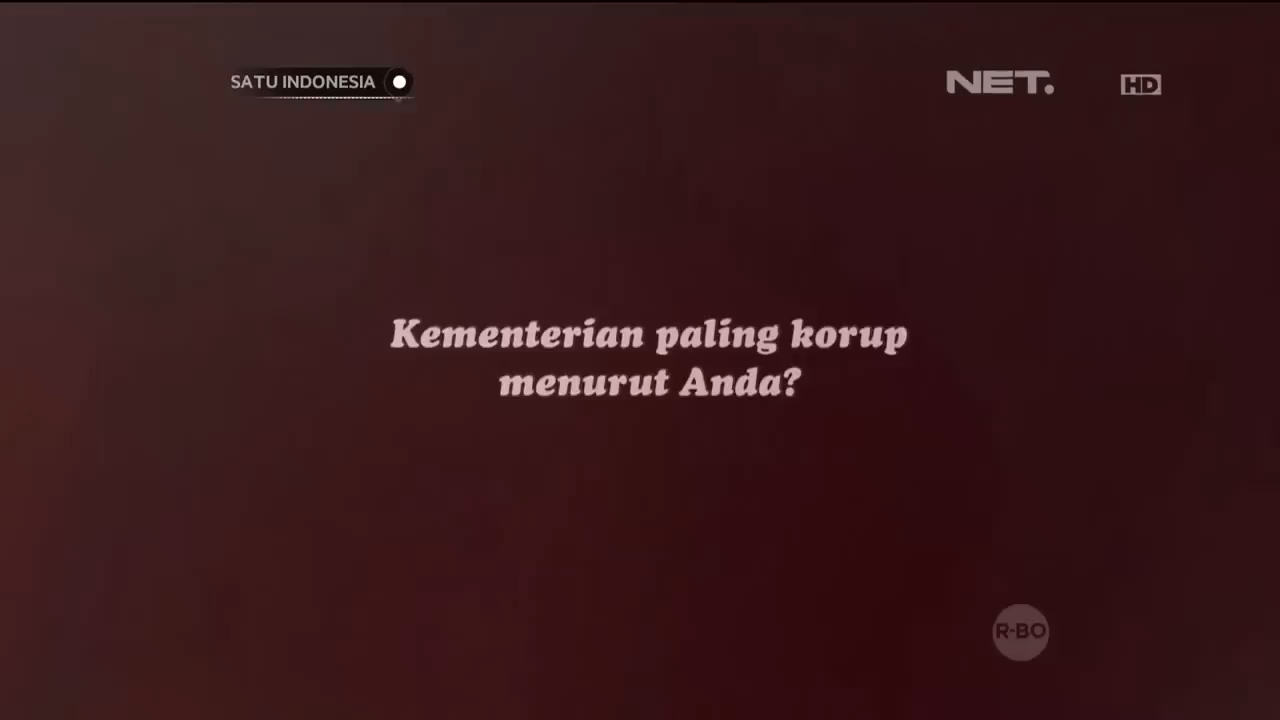 SATU INDONESIA
NET.
HD
Kementerian paling korup
menurut Anda?
R-BO